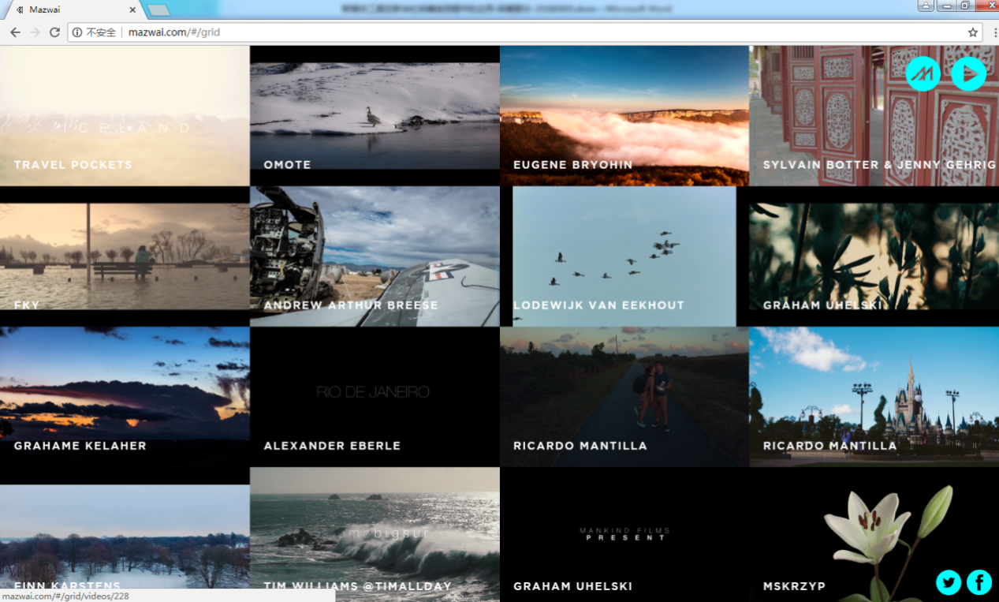 Mazwai
不安全 mazwai.com/#/grid
TRAVEL POCKETS
OMOTE
EUGENE BRYOHIN
SYLVAIN BOTTER & JENNY GEHRIG
FKY
ANDREW ARTHUR BREESE
LODEWIJK VAN EEKHOUT
GRAHAM UHELSKI
GRAHAME KELAHER
RIO DE JANEIRO
ALEXANDER EBERLE
RICARDO MANTILLA
RICARDO MANTILLA
FINN KARSTENS
bigsur
TIM WILLIAMS @TIMALLDAY
MANKIND FILMS
PRESENT
GRAHAM UHELSKI
MSKRZYP
mazwai.com/#/grid/videos/228